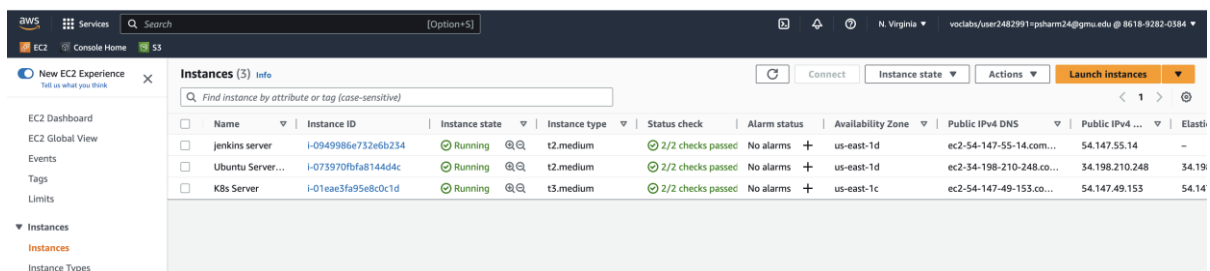 aws Services Search [Option+S] N. Virginia voclabs/user2482991=psharm24@gmu.edu @ 8618-9282-0384
EC2 Console Home S3
New EC2 Experience
Tell us what you think
EC2 Dashboard
EC2 Global View
Events
Tags
Limits
Instances
Instances
Instance Types
Instances (3) Info Connect Instance state Actions Launch instances
Find instance by attribute or tag (case-sensitive) 1
Name Instance ID Instance state Instance type Status check Alarm status Availability Zone Public IPv4 DNS Public IPv4 ... Elasti
jenkins server i-0949986e732e6b234 Running t2.medium 2/2 checks passed No alarms + us-east-1d ec2-54-147-55-14.com... 54.147.55.14 –
Ubuntu Server... i-073970fbfa8144d4c Running t2.medium 2/2 checks passed No alarms + us-east-1d ec2-34-198-210-248.co... 34.198.210.248 34.198
K8s Server i-01eae3fa95e8c0c1d Running t3.medium 2/2 checks passed No alarms + us-east-1c ec2-54-147-49-153.co... 54.147.49.153 54.147